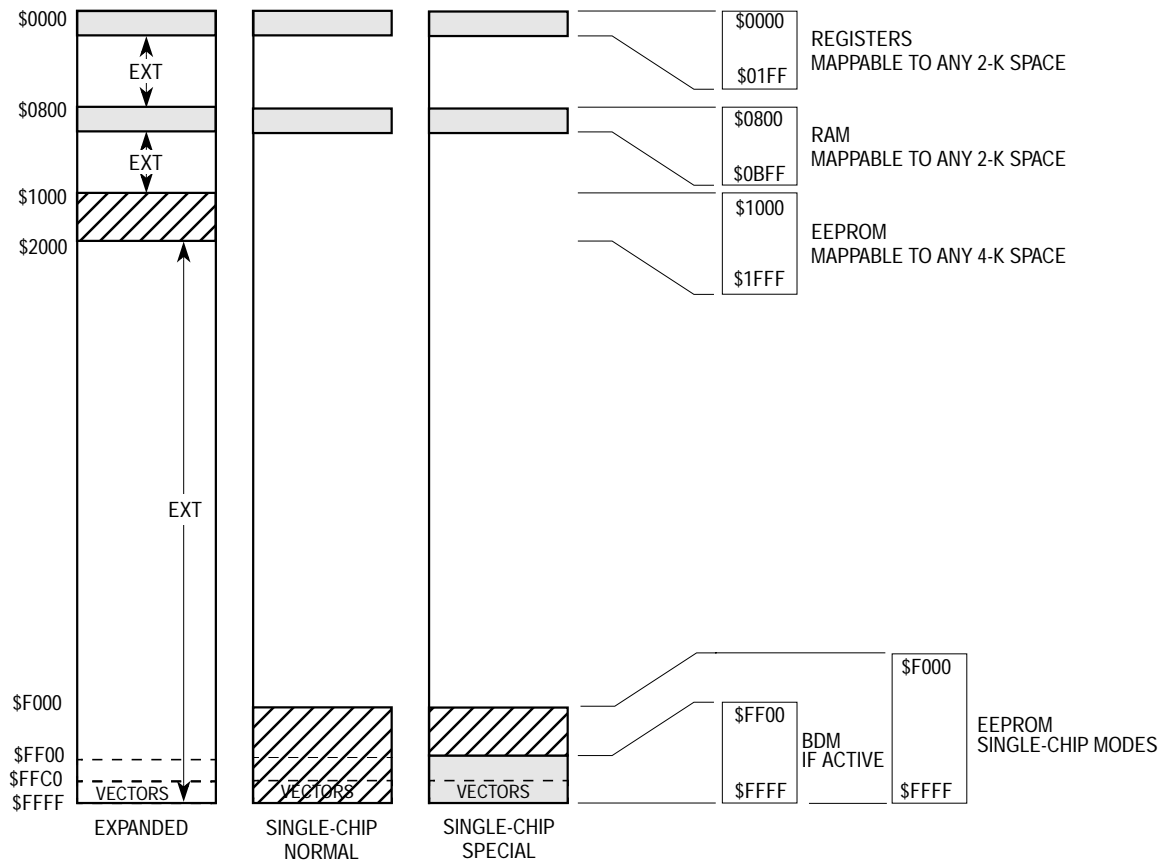 $0000
$0800
$1000
$2000
$F000
$FF00
$FFC0
$FFFF
EXT
EXT
EXT
VECTORS
EXPANDED
VECTORS
SINGLE-CHIP
NORMAL
VECTORS
SINGLE-CHIP
SPECIAL
$0000
$01FF
REGISTERS
MAPPABLE TO ANY 2-K SPACE
$0800
$0BFF
RAM
MAPPABLE TO ANY 2-K SPACE
$1000
$1FFF
EEPROM
MAPPABLE TO ANY 4-K SPACE
$FF00
$FFFF
BDM
IF ACTIVE
$F000
$FFFF
EEPROM
SINGLE-CHIP MODES